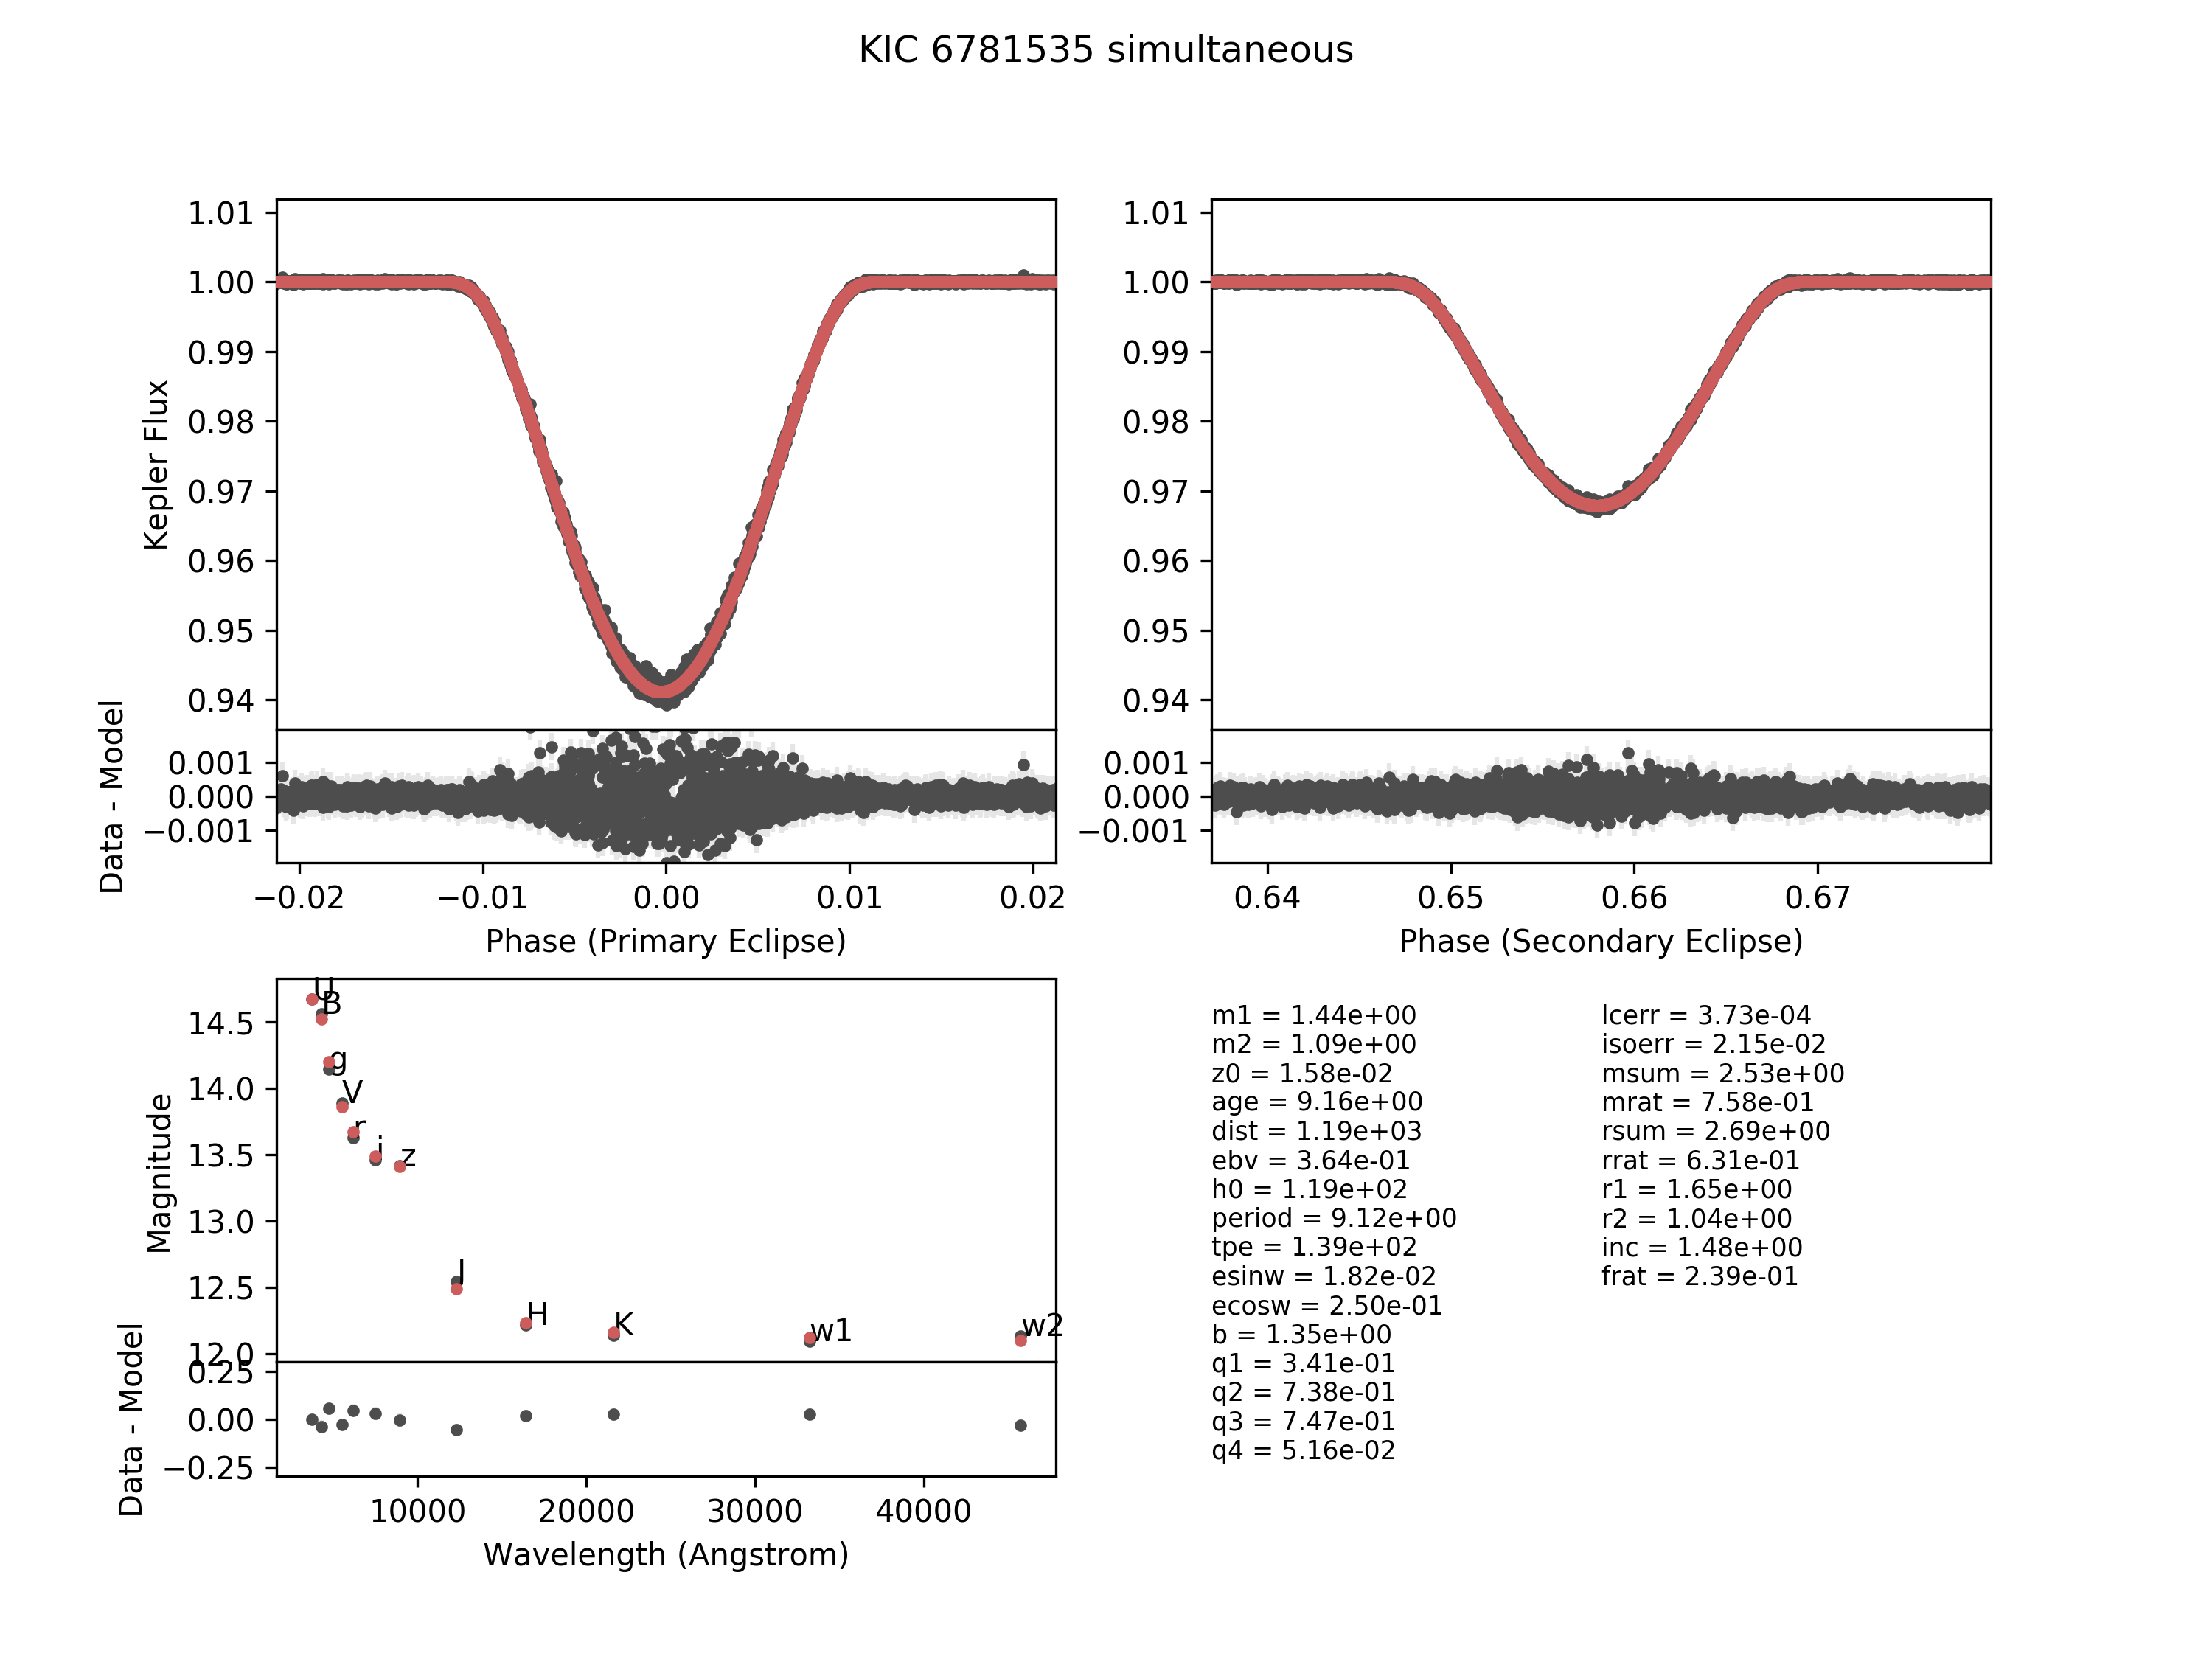 KIC 6781535 simultaneous
1.01
1.00
0.99
0.98
0.97
0.96
0.95
0.94
Kepler Flux
0.001
0.000
−0.001
Data - Model
−0.02 −0.01 0.00 0.01 0.02
Phase (Primary Eclipse)
1.01
1.00
0.99
0.98
0.97
0.96
0.95
0.94
0.001
0.000
−0.001
0.64 0.65 0.66 0.67
Phase (Secondary Eclipse)
14.5
14.0
13.5
13.0
12.5
12.0
Magnitude
U
B
g
V
r
i
z
J
H
K
w1
w2
0.25
0.00
−0.25
Data - Model
10000 20000 30000 40000
Wavelength (Angstrom)
m1 = 1.44e+00
m2 = 1.09e+00
z0 = 1.58e-02
age = 9.16e+00
dist = 1.19e+03
ebv = 3.64e-01
h0 = 1.19e+02
period = 9.12e+00
tpe = 1.39e+02
esinw = 1.82e-02
ecosw = 2.50e-01
b = 1.35e+00
q1 = 3.41e-01
q2 = 7.38e-01
q3 = 7.47e-01
q4 = 5.16e-02
lcerr = 3.73e-04
isoerr = 2.15e-02
msum = 2.53e+00
mrat = 7.58e-01
rsum = 2.69e+00
rrat = 6.31e-01
r1 = 1.65e+00
r2 = 1.04e+00
inc = 1.48e+00
frat = 2.39e-01